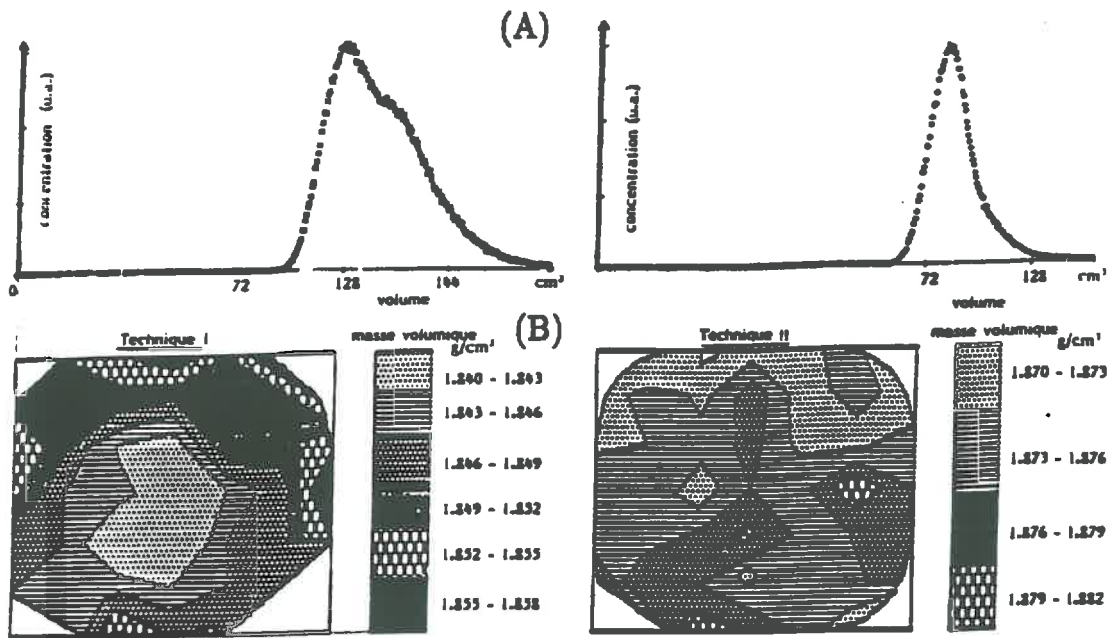 (A)
concentration (u.a.)
0
72
128
144
cm³
volume
concentration (u.a.)
72
128
cm³
volume
(B)
Technique I
masse volumique
g/cm³
1.840 - 1.843
1.843 - 1.846
1.846 - 1.849
1.849 - 1.852
1.852 - 1.855
1.855 - 1.858
Technique II
masse volumique
g/cm³
1.870 - 1.873
1.873 - 1.876
1.876 - 1.879
1.879 - 1.882